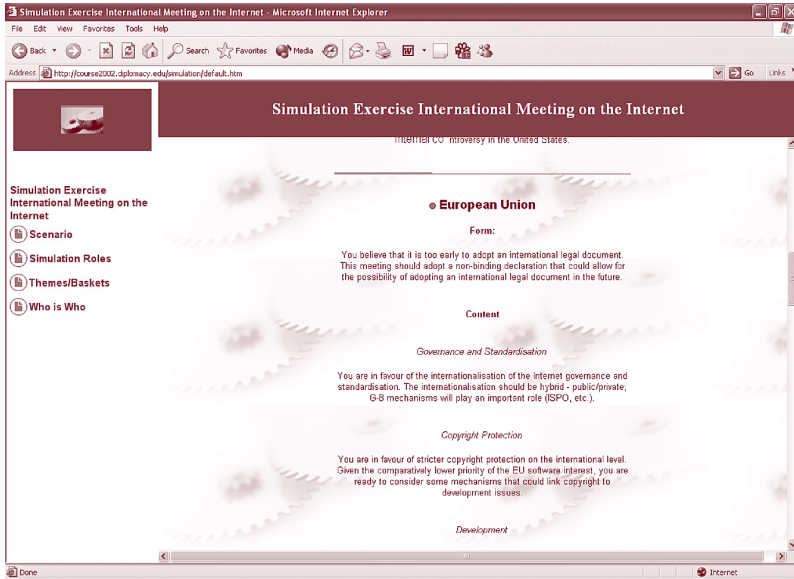 Simulation Exercise International Meeting on the Internet - Microsoft Internet Explorer
File Edit View Favorites Tools Help
Back Search Favorites Media
Address http://course2002.diplomacy.edu/simulation/default.htm Go Links
Simulation Exercise International Meeting on the Internet
controversy in the United States.
Simulation Exercise
International Meeting on the
Internet
Scenario
Simulation Roles
Themes/Baskets
Who is Who
European Union
Form:
You believe that it is too early to adopt an international legal document.
This meeting should adopt a non-binding declaration that could allow for
the possibility of adopting an international legal document in the future.
Content
Governance and Standardisation
You are in favour of the internationalisation of the Internet governance and
standardisation. The internationalisation should be hybrid - public/private;
G-8 mechanisms will play an important role (ISPO, etc.).
Copyright Protection
You are in favour of stricter copyright protection on the international level.
Given the comparatively lower priority of the EU software interest, you are
ready to consider some mechanisms that could link copyright to
development issues.
Development
Done Internet